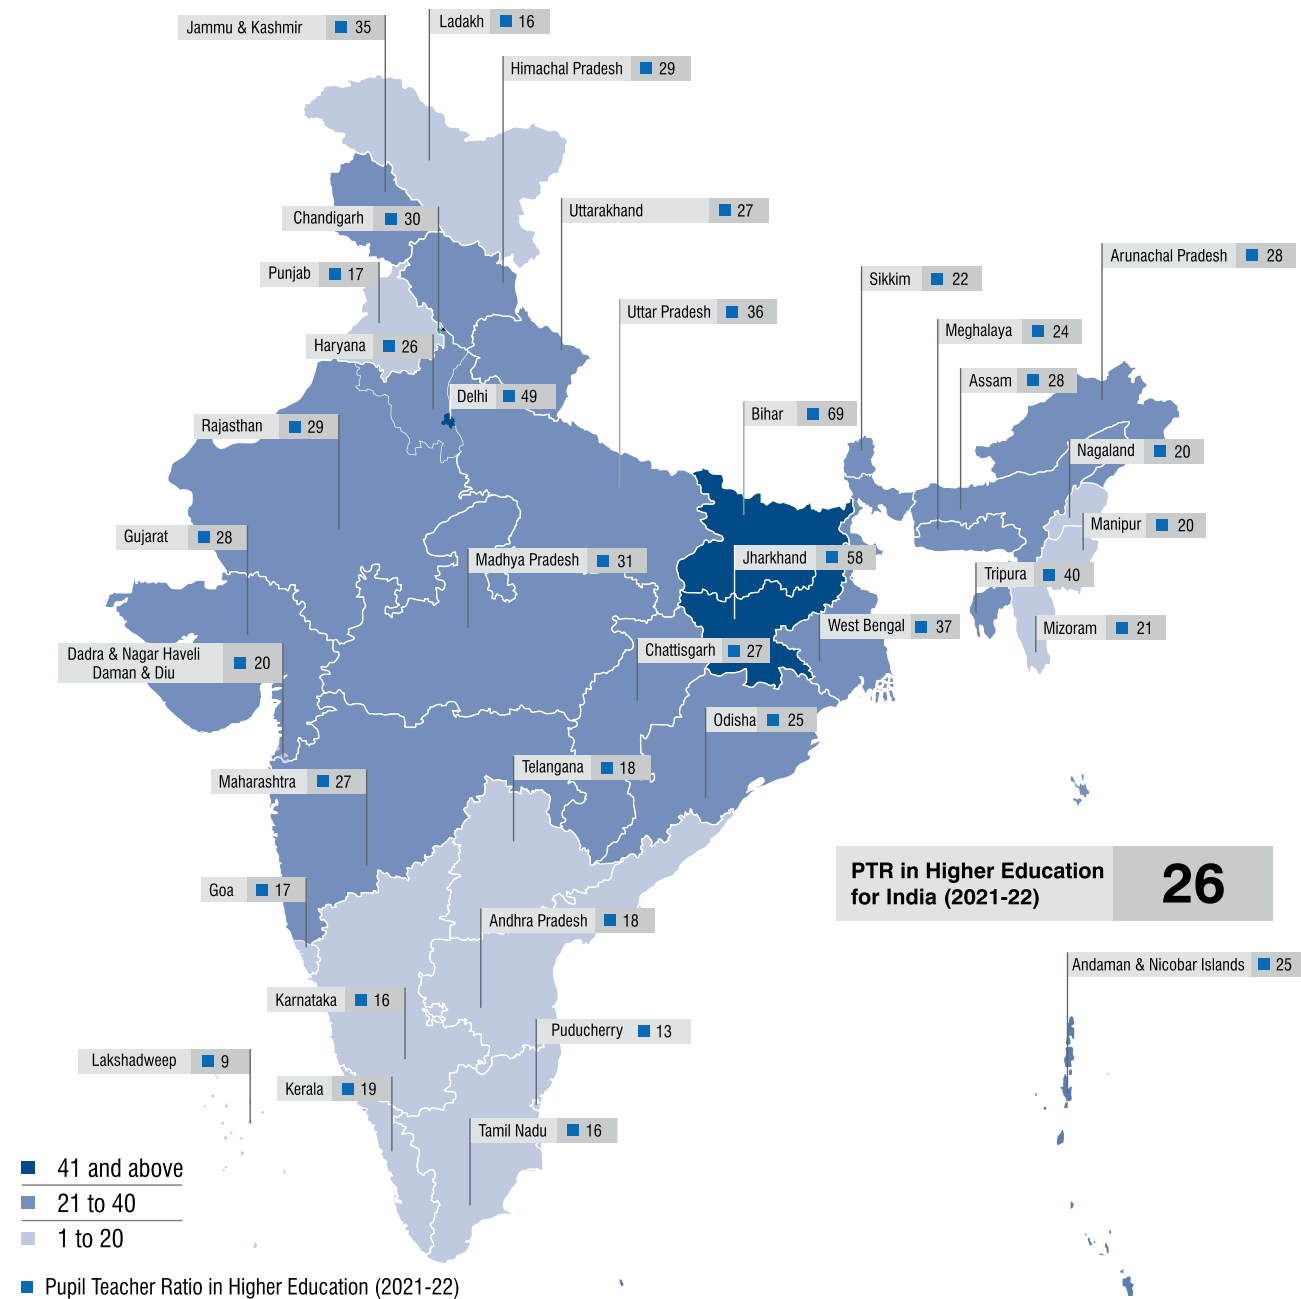 Jammu & Kashmir 35
Ladakh 16
Himachal Pradesh 29
Chandigarh 30
Uttarakhand 27
Punjab 17
Arunachal Pradesh 28
Sikkim 22
Uttar Pradesh 36
Meghalaya 24
Haryana 26
Assam 28
Delhi 49
Bihar 69
Rajasthan 29
Nagaland 20
Manipur 20
Gujarat 28
Madhya Pradesh 31
Jharkhand 58
Tripura 40
West Bengal 37
Mizoram 21
Dadra & Nagar Haveli
Daman & Diu 20
Chattisgarh 27
Odisha 25
Telangana 18
Maharashtra 27
PTR in Higher Education
for India (2021-22)
26
Goa 17
Andhra Pradesh 18
Andaman & Nicobar Islands 25
Karnataka 16
Puducherry 13
Lakshadweep 9
Kerala 19
Tamil Nadu 16
41 and above
21 to 40
1 to 20
Pupil Teacher Ratio in Higher Education (2021-22)